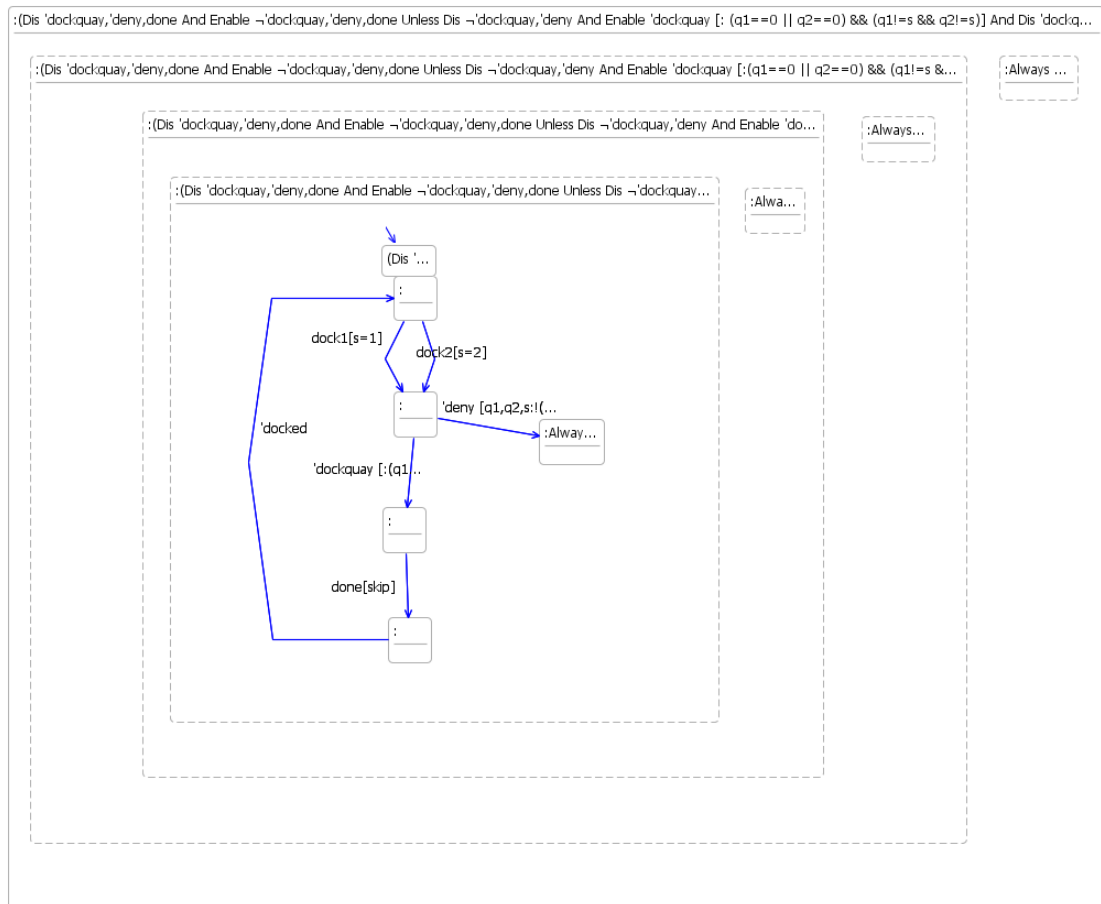 :(Dis 'dockquay,'deny,done And Enable ¬'dockquay,'deny,done Unless Dis ¬'dockquay,'deny And Enable 'dockquay [: (q1==0 || q2==0) && (q1!=s && q2!=s)] And Dis 'dockq...
:(Dis 'dockquay,'deny,done And Enable ¬'dockquay,'deny,done Unless Dis ¬'dockquay,'deny And Enable 'dockquay [:(q1==0 || q2==0) && (q1!=s &...
:Always ...
:(Dis 'dockquay,'deny,done And Enable ¬'dockquay,'deny,done Unless Dis ¬'dockquay,'deny And Enable 'do...
:Always...
:(Dis 'dockquay,'deny,done And Enable ¬'dockquay,'deny,done Unless Dis ¬'dockquay...
:Alwa...
(Dis '...
:
dock1[s=1]
dock2[s=2]
:
'deny [q1,q2,s:!(...
'docked
:Alway...
'dockquay [:(q1...
:
done[skip]
: